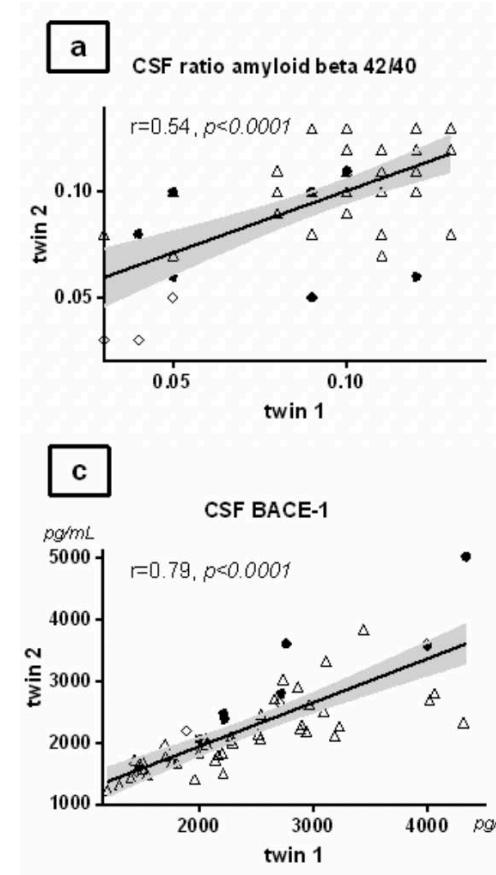 a
CSF ratio amyloid beta 42/40
r=0.54, p<0.0001
twin 2
0.10
0.05
0.05 0.10
twin 1
c
CSF BACE-1
pg/mL
r=0.79, p<0.0001
twin 2
5000
4000
3000
2000
1000
2000 3000 4000 pg/
twin 1